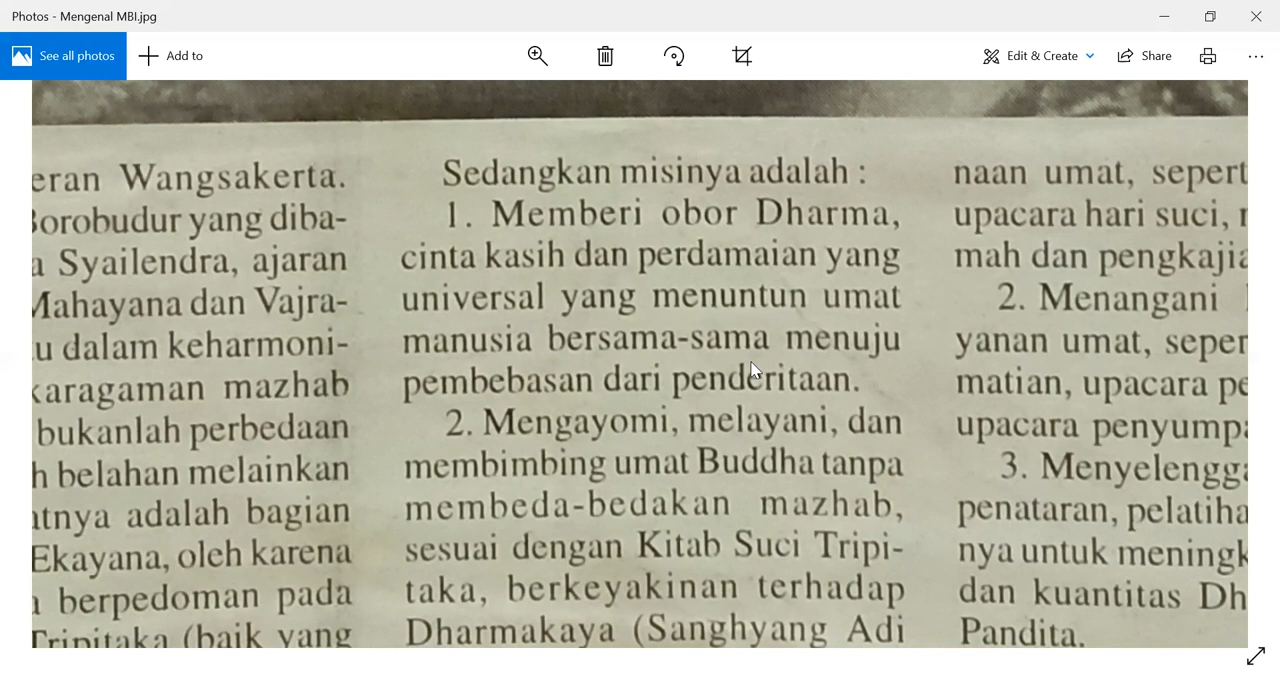 Photos - Mengenal MBI.jpg
See all photos
Add to
Edit & Create
Share
eran Wangsakerta.
Borobudur yang diba-
a Syailendra, ajaran
Mahayana dan Vajra-
u dalam keharmoni-
karagaman mazhab
bukanlah perbedaan
h belahan melainkan
atnya adalah bagian
Ekayana, oleh karena
a berpedoman pada
Tripitaka (baik yang
Sedangkan misinya adalah :
1. Memberi obor Dharma,
cinta kasih dan perdamaian yang
universal yang menuntun umat
manusia bersama-sama menuju
pembebasan dari penderitaan.
2. Mengayomi, melayani, dan
membimbing umat Buddha tanpa
membeda-bedakan mazhab,
sesuai dengan Kitab Suci Tripi-
taka, berkeyakinan terhadap
Dharmakaya (Sanghyang Adi
naan umat, sepert
upacara hari suci,
mah dan pengkajia
2. Menangani
yanan umat, seper
matian, upacara pe
upacara penyumpa
3. Menyelengga
penataran, pelatiha
nya untuk meningk
dan kuantitas Dh
Pandita.